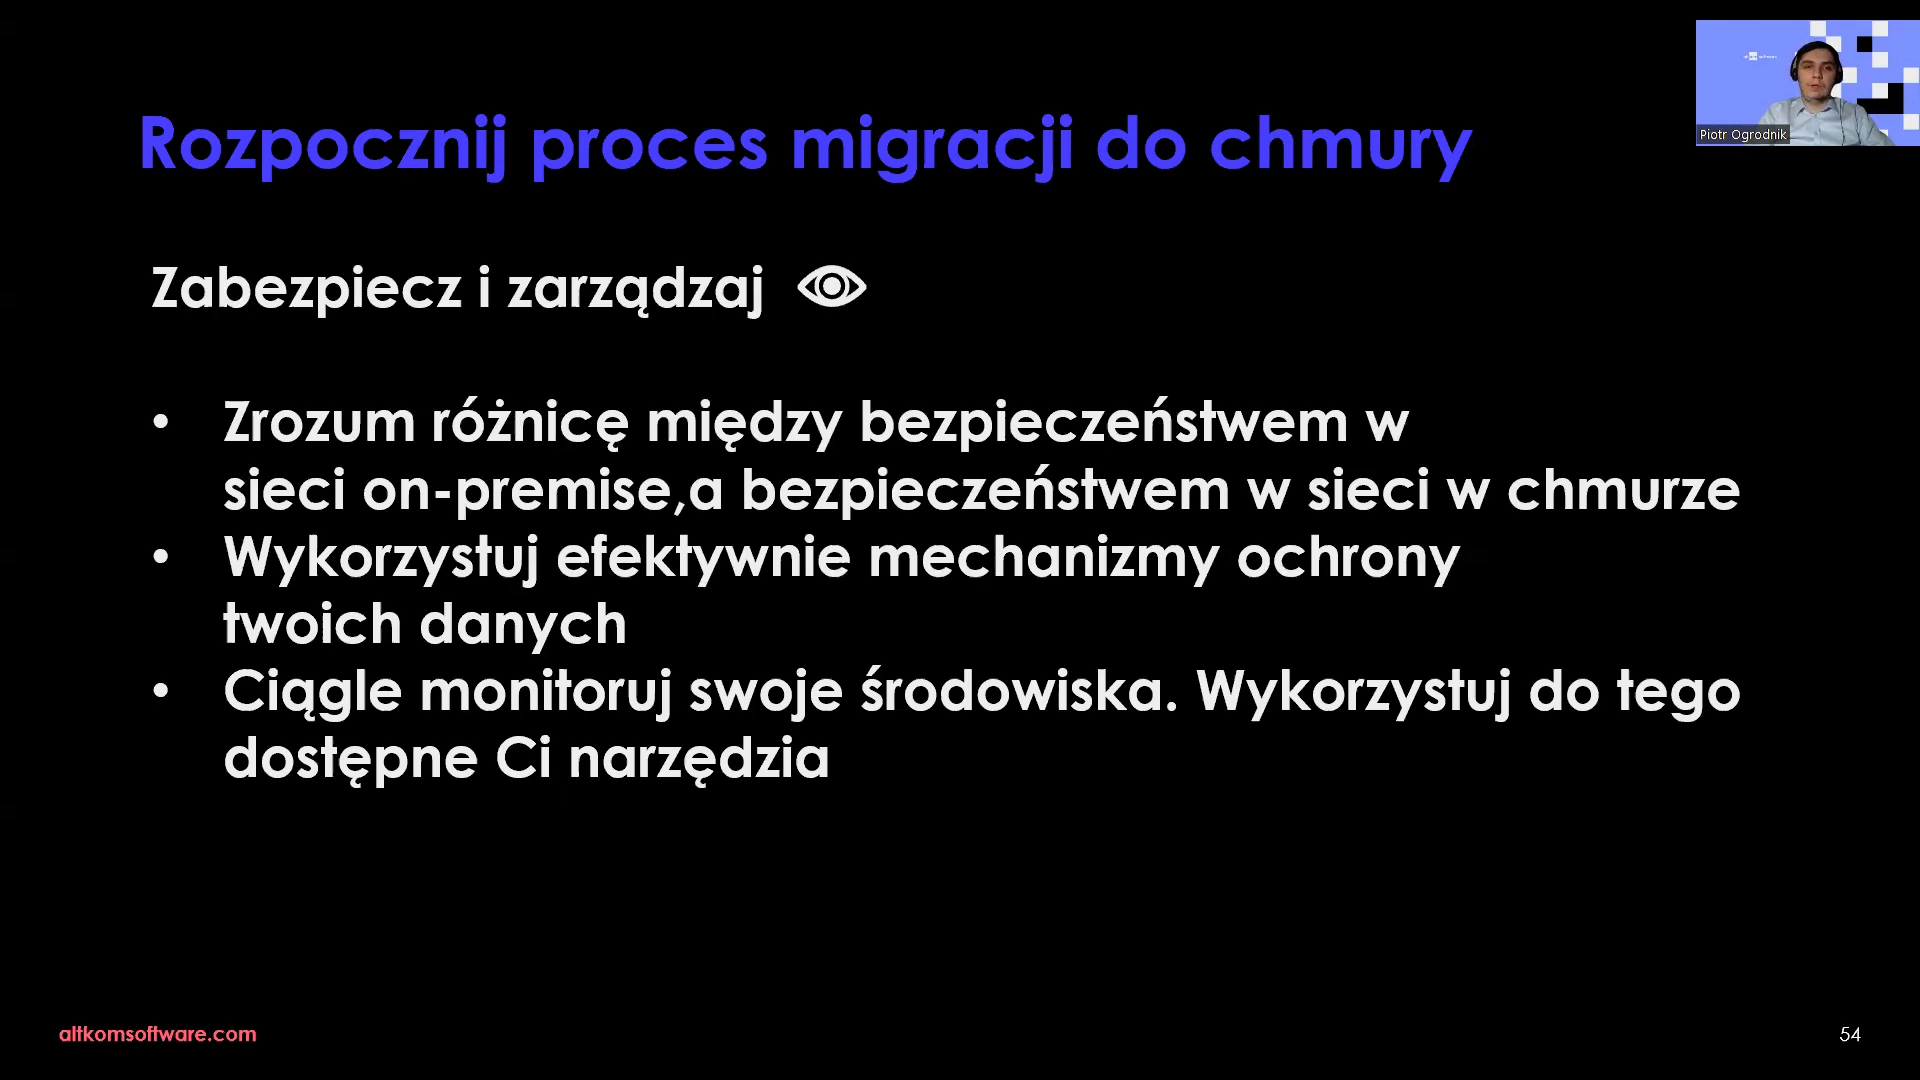 Rozpocznij proces migracji do chmury
Piotr Ogrodnik
Zabezpiecz i zarządzaj
• Zrozum różnicę między bezpieczeństwem w
sieci on-premise,a bezpieczeństwem w sieci w chmurze
• Wykorzystuj efektywnie mechanizmy ochrony
twoich danych
• Ciągle monitoruj swoje środowiska. Wykorzystuj do tego
dostępne Ci narzędzia
altkomsoftware.com
54